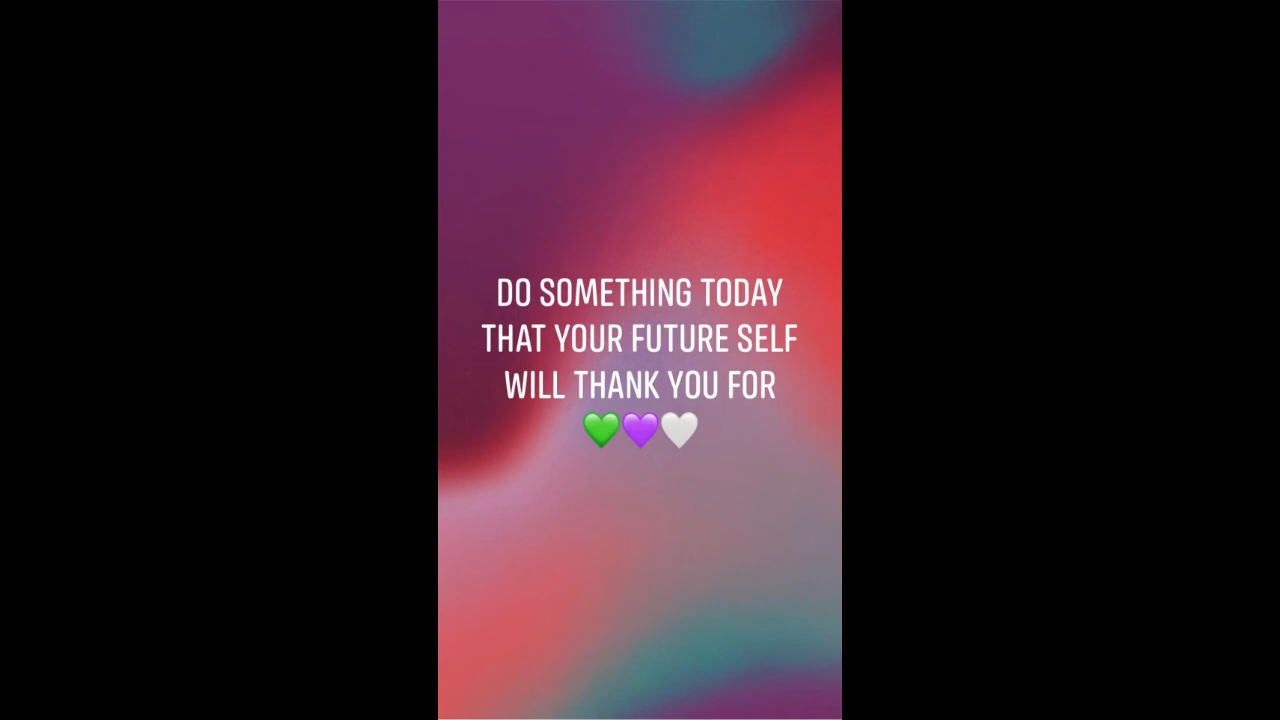 DO SOMETHING TODAY
THAT YOUR FUTURE SELF
WILL THANK YOU FOR
💚💜🤍